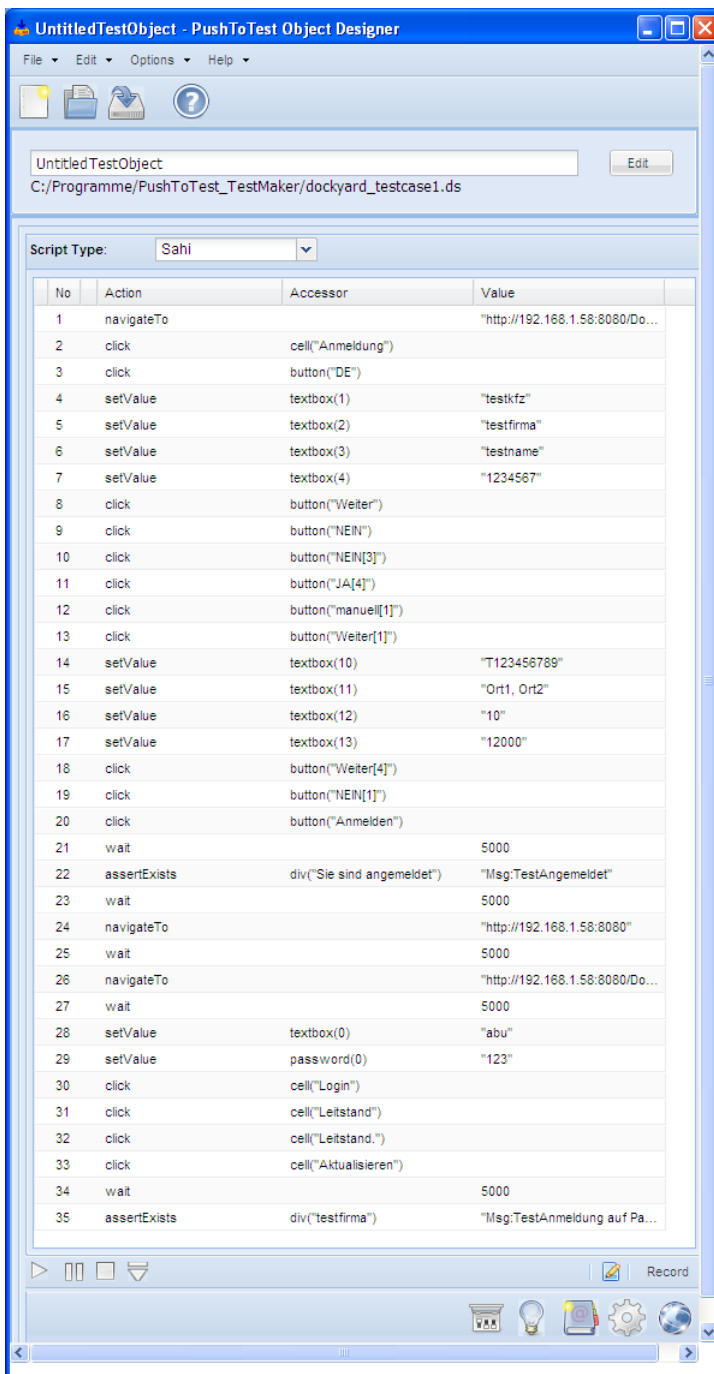 UntitledTestObject - PushToTest Object Designer
File Edit Options Help
UntitledTestObject Edit
C:/Programme/PushToTest_TestMaker/dockyard_testcase1.ds
Script Type: Sahi
No Action Accessor Value
1 navigateTo "http://192.168.1.58:8080/Do...
2 click cell("Anmeldung")
3 click button("DE")
4 setValue textbox(1) "testkfz"
5 setValue textbox(2) "testfirma"
6 setValue textbox(3) "testname"
7 setValue textbox(4) "1234567"
8 click button("Weiter")
9 click button("NEIN")
10 click button("NEIN[3]")
11 click button("JA[4]")
12 click button("manuell[1]")
13 click button("Weiter[1]")
14 setValue textbox(10) "T123456789"
15 setValue textbox(11) "Ort1, Ort2"
16 setValue textbox(12) "10"
17 setValue textbox(13) "12000"
18 click button("Weiter[4]")
19 click button("NEIN[1]")
20 click button("Anmelden")
21 wait 5000
22 assertExists div("Sie sind angemeldet") "Msg:TestAngemeldet"
23 wait 5000
24 navigateTo "http://192.168.1.58:8080"
25 wait 5000
26 navigateTo "http://192.168.1.58:8080/Do...
27 wait 5000
28 setValue textbox(0) "abu"
29 setValue password(0) "123"
30 click cell("Login")
31 click cell("Leitstand")
32 click cell("Leitstand.")
33 click cell("Aktualisieren")
34 wait 5000
35 assertExists div("testfirma") "Msg:TestAnmeldung auf Pa...
Record